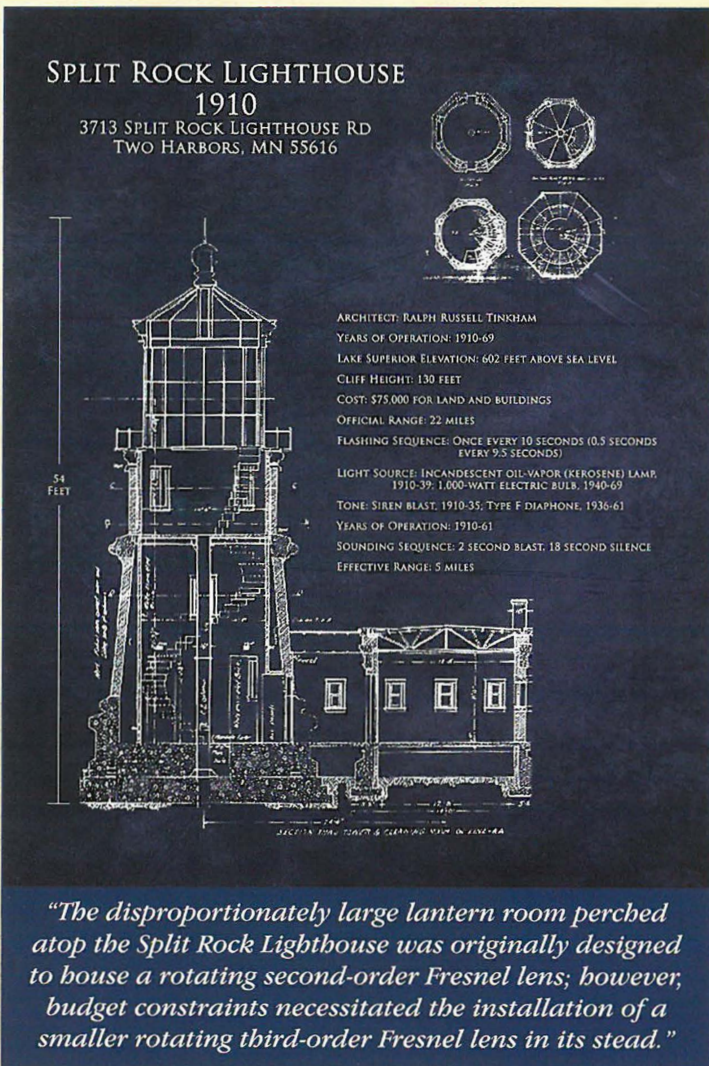 SPLIT ROCK LIGHTHOUSE
1910
3713 SPLIT ROCK LIGHTHOUSE RD
TWO HARBORS, MN 55616
ARCHITECT: RALPH RUSSELL TINKHAM
YEARS OF OPERATION: 1910-69
LAKE SUPERIOR ELEVATION: 602 FEET ABOVE SEA LEVEL
CLIFF HEIGHT: 130 FEET
COST: $75,000 FOR LAND AND BUILDINGS
OFFICIAL RANGE: 22 MILES
FLASHING SEQUENCE: ONCE EVERY 10 SECONDS (0.5 SECONDS
EVERY 9.5 SECONDS)
LIGHT SOURCE: INCANDESCENT OIL-VAPOR (KEROSENE) LAMP,
1910-39; 1,000-WATT ELECTRIC BULB, 1940-69
TONE: SIREN BLAST, 1910-35; TYPE F DIAPHONE, 1936-61
YEARS OF OPERATION: 1910-61
SOUNDING SEQUENCE: 2 SECOND BLAST, 18 SECOND SILENCE
EFFECTIVE RANGE: 5 MILES
54
FEET
"The disproportionately large lantern room perched
atop the Split Rock Lighthouse was originally designed
to house a rotating second-order Fresnel lens; however,
budget constraints necessitated the installation of a
smaller rotating third-order Fresnel lens in its stead."